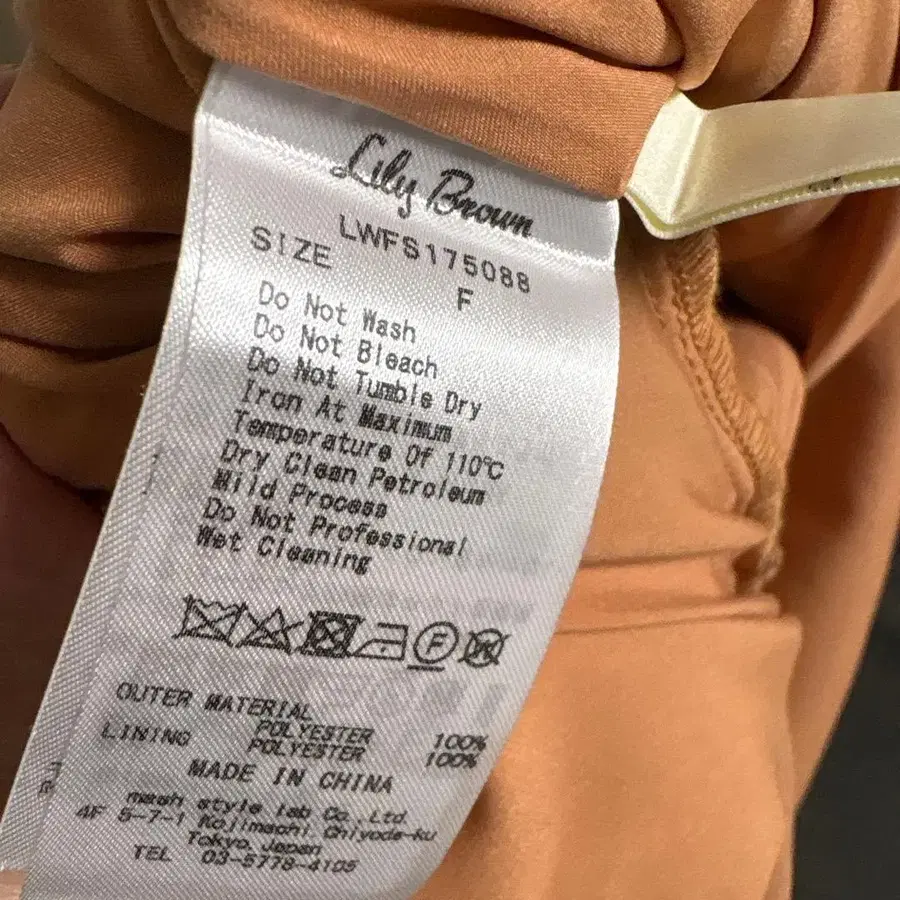 Lily Brown
LWFS175088
SIZE F
Do Not Wash
Do Not Bleach
Do Not Tumble Dry
Iron At Maximum
Temperature Of 110℃
Dry Clean Petroleum
Mild Process
Do Not Professional
Wet Cleaning
F
W
OUTER MATERIAL
POLYESTER 100%
LINING POLYESTER 100%
MADE IN CHINA
mash style lab Co.,Ltd.
4F 5-7-1 Kojimachi, Chiyoda-ku
Tokyo, Japan
TEL 03-5778-4105